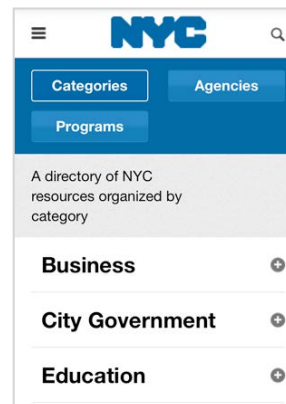 NYC
Categories
Agencies
Programs
A directory of NYC
resources organized by
category
Business
City Government
Education